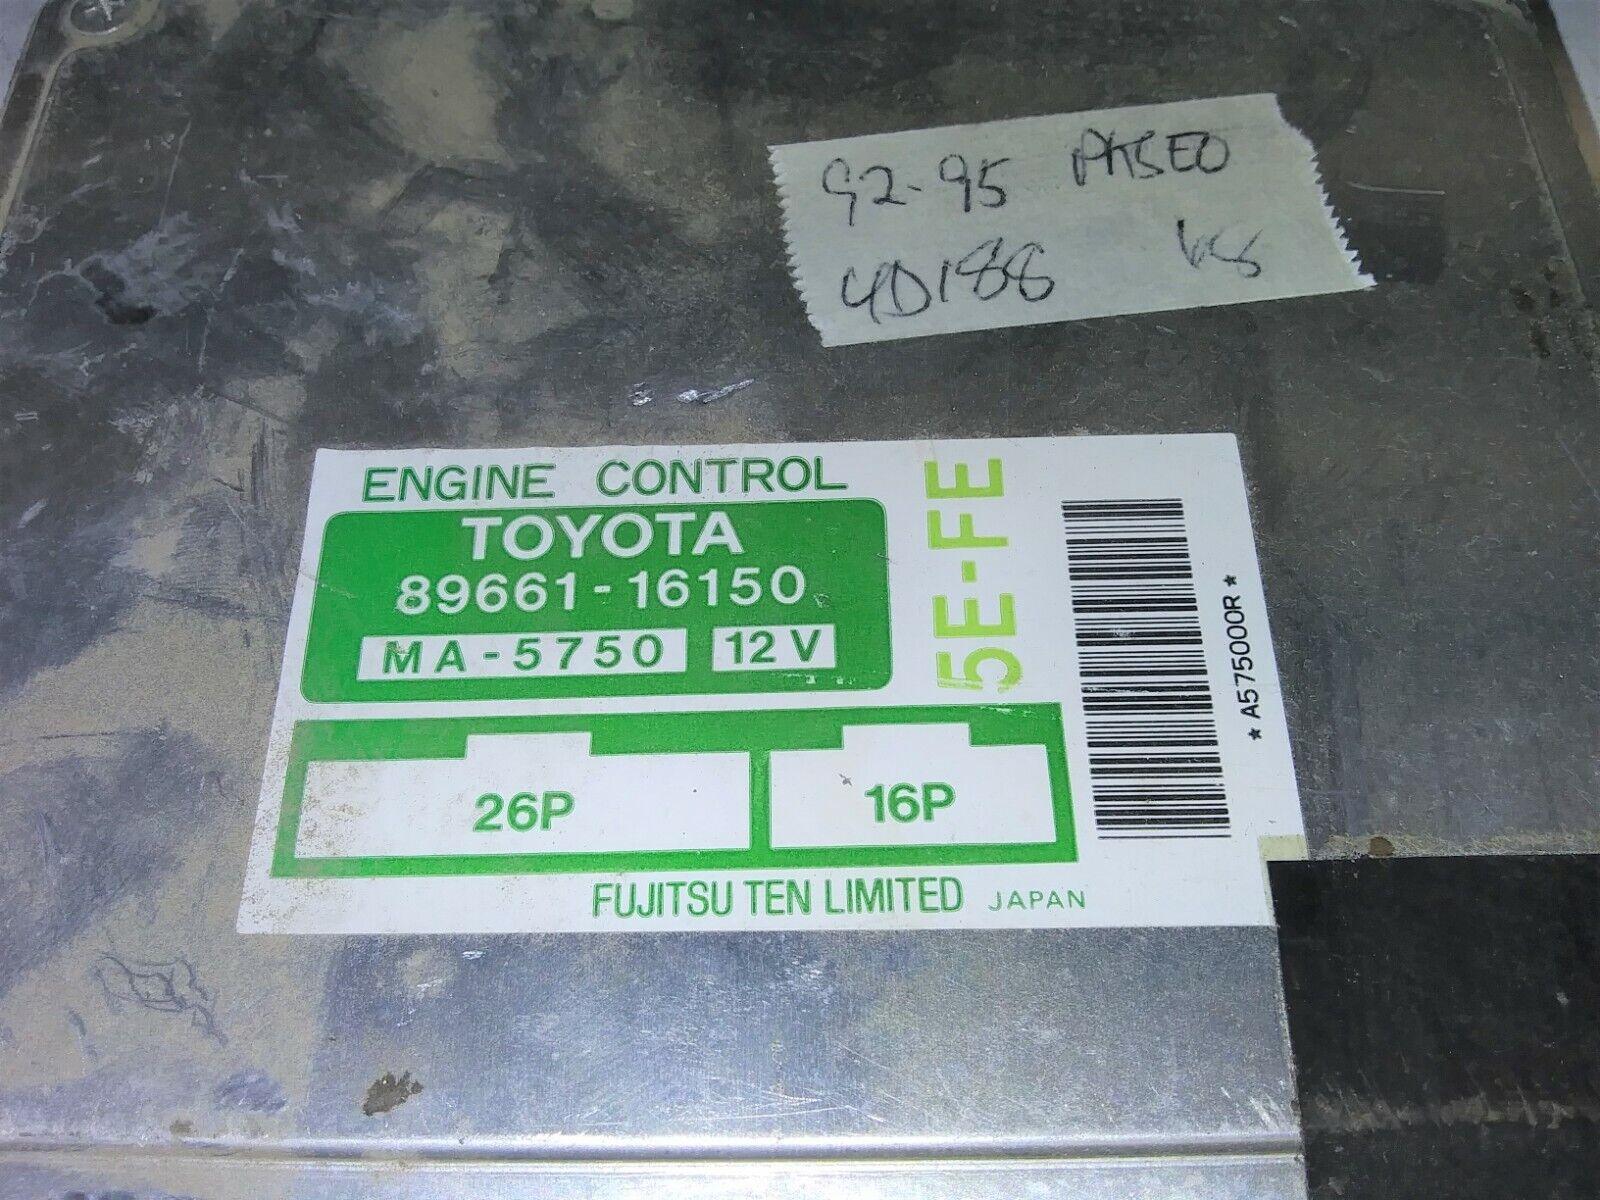 92-95 PASEO
4D188
ENGINE CONTROL
TOYOTA
89661-16150
MA-5750 12V
5E-FE
26P 16P
FUJITSU TEN LIMITED JAPAN
* A575000R *